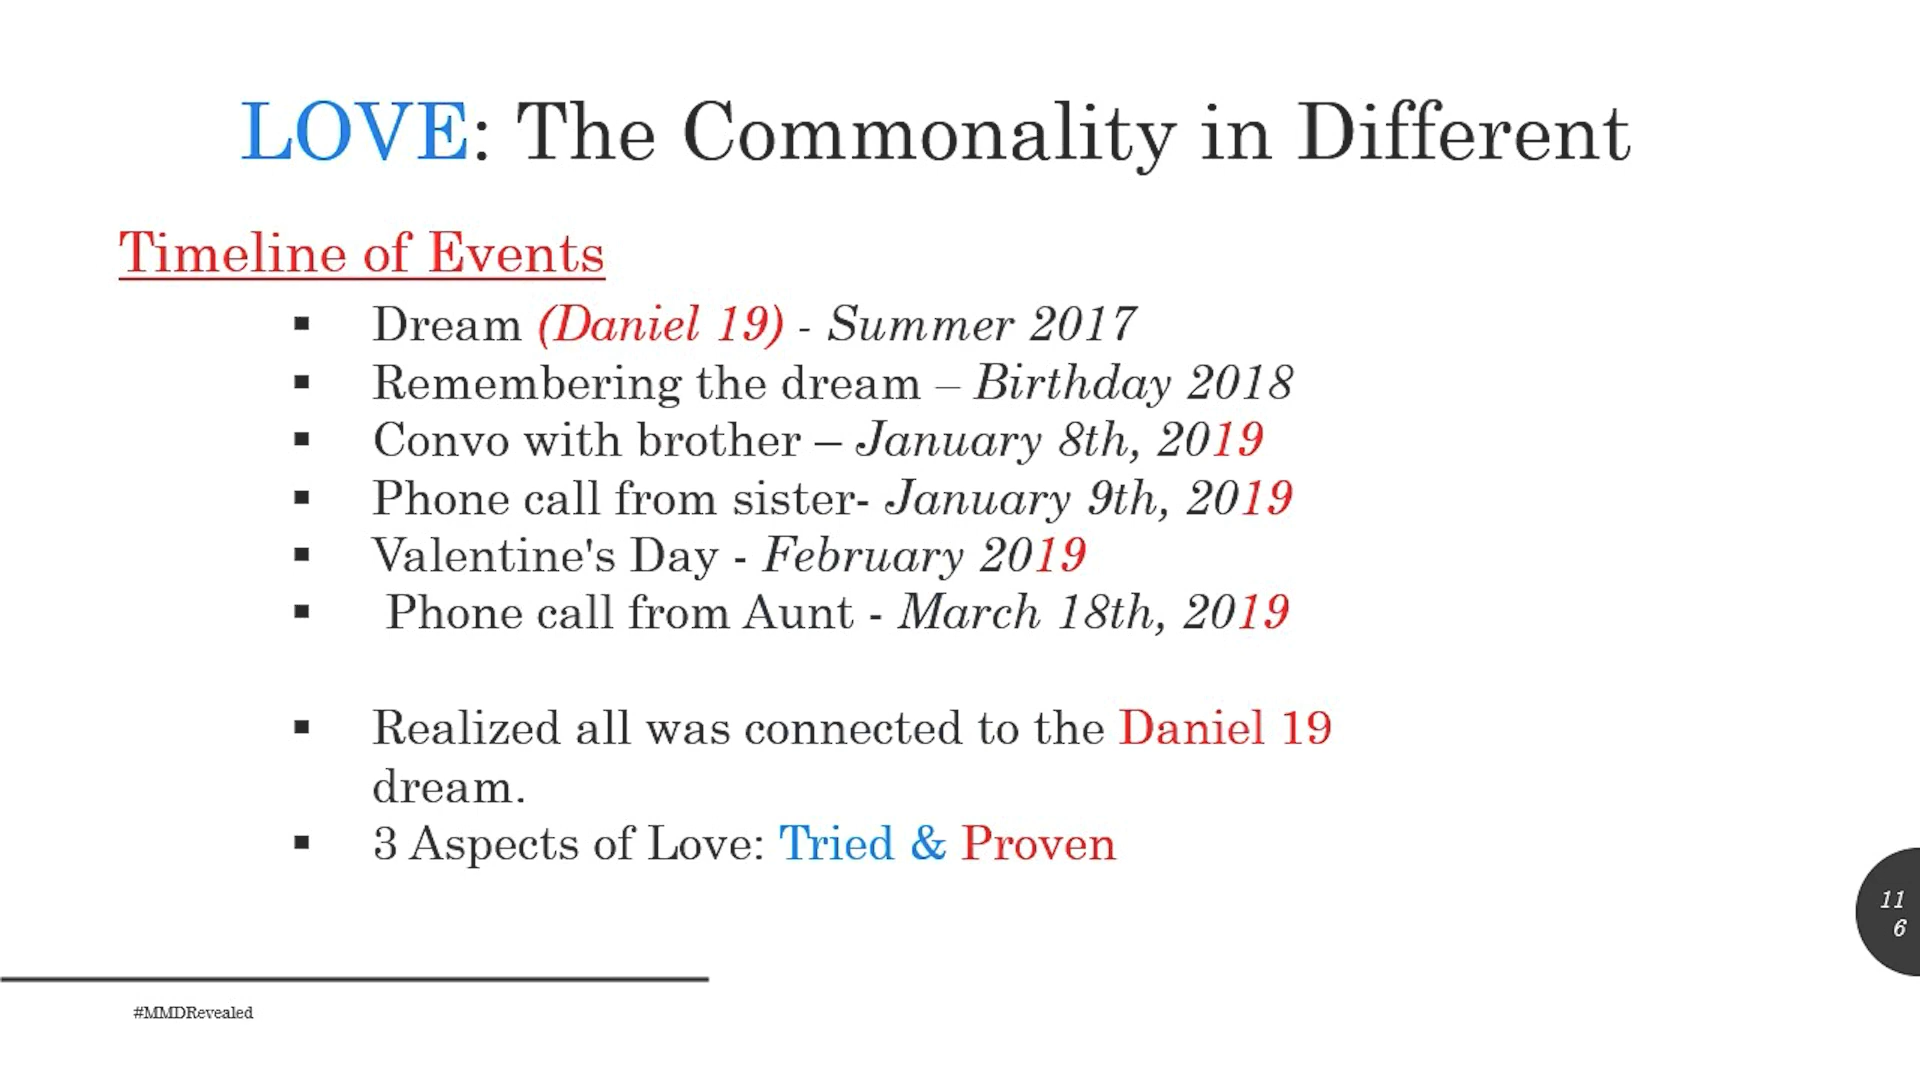 LOVE: The Commonality in Different
Timeline of Events
▪ Dream (Daniel 19) - Summer 2017
▪ Remembering the dream – Birthday 2018
▪ Convo with brother – January 8th, 2019
▪ Phone call from sister- January 9th, 2019
▪ Valentine's Day - February 2019
▪ Phone call from Aunt - March 18th, 2019
▪ Realized all was connected to the Daniel 19
dream.
▪ 3 Aspects of Love: Tried & Proven
11
6
#MMDRevealed